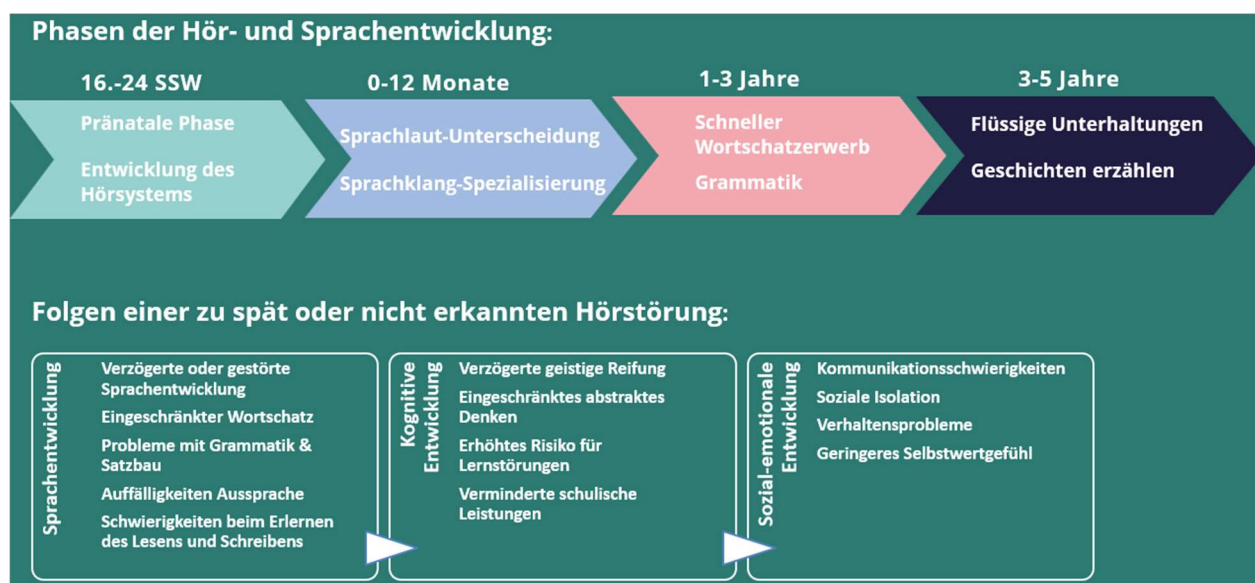 Phasen der Hör- und Sprachentwicklung:
16.-24 SSW
Pränatale Phase
Entwicklung des
Hörsystems
0-12 Monate
Sprachlaut-Unterscheidung
Sprachklang-Spezialisierung
1-3 Jahre
Schneller
Wortschatzerwerb
Grammatik
3-5 Jahre
Flüssige Unterhaltungen
Geschichten erzählen
Folgen einer zu spät oder nicht erkannten Hörstörung:
Sprachentwicklung
Verzögerte oder gestörte
Sprachentwicklung
Eingeschränkter Wortschatz
Probleme mit Grammatik &
Satzbau
Auffälligkeiten Aussprache
Schwierigkeiten beim Erlernen
des Lesens und Schreibens
Kognitive
Entwicklung
Verzögerte geistige Reifung
Eingeschränktes abstraktes
Denken
Erhöhtes Risiko für
Lernstörungen
Verminderte schulische
Leistungen
Sozial-emotionale
Entwicklung
Kommunikationsschwierigkeiten
Soziale Isolation
Verhaltensprobleme
Geringeres Selbstwertgefühl